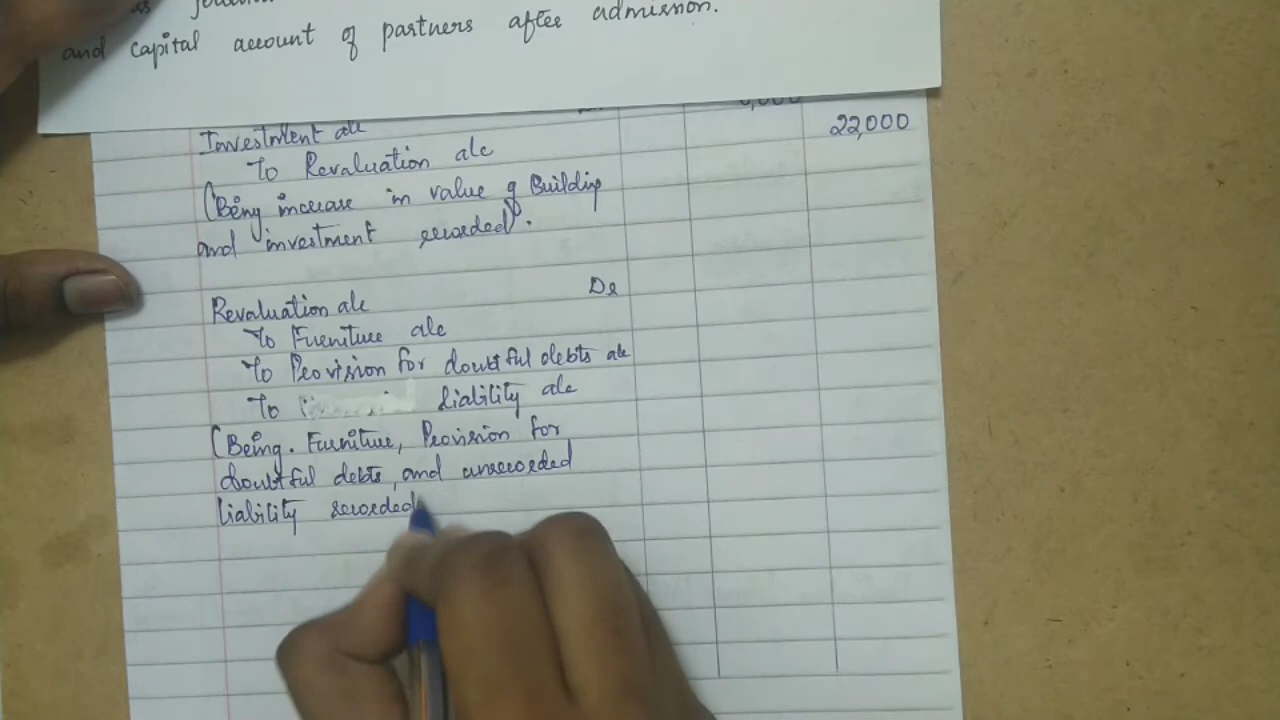 and capital account of partners after admission.
Investment a/c
22,000
To Revaluation a/c
(Being increase in value of Building
and investment recorded).
Revaluation a/c Dr
To Furniture a/c
To Provision for doubtful debts a/c
To liability a/c
(Being. Furniture, Provision for
doubtful debts, and unrecorded
liability recorded